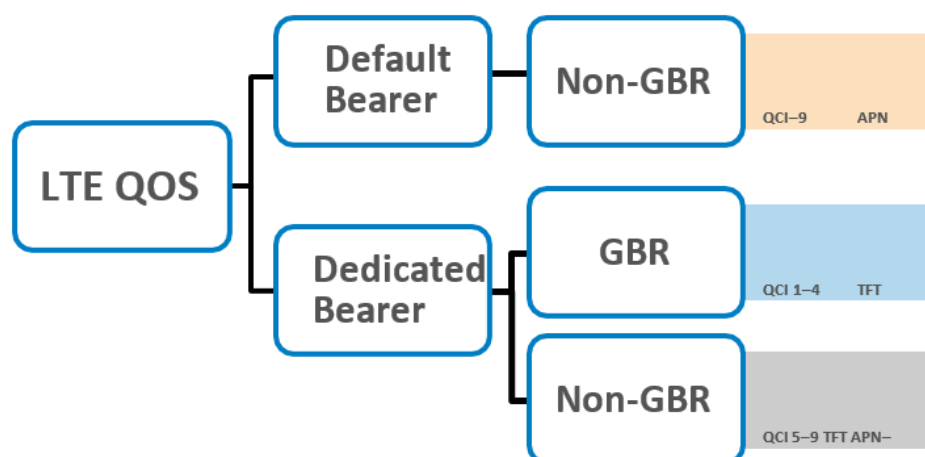 LTE QOS
Default
Bearer
Non-GBR
QCI–9 APN
Dedicated
Bearer
GBR
QCI 1–4 TFT
Non-GBR
QCI 5–9 TFT APN–